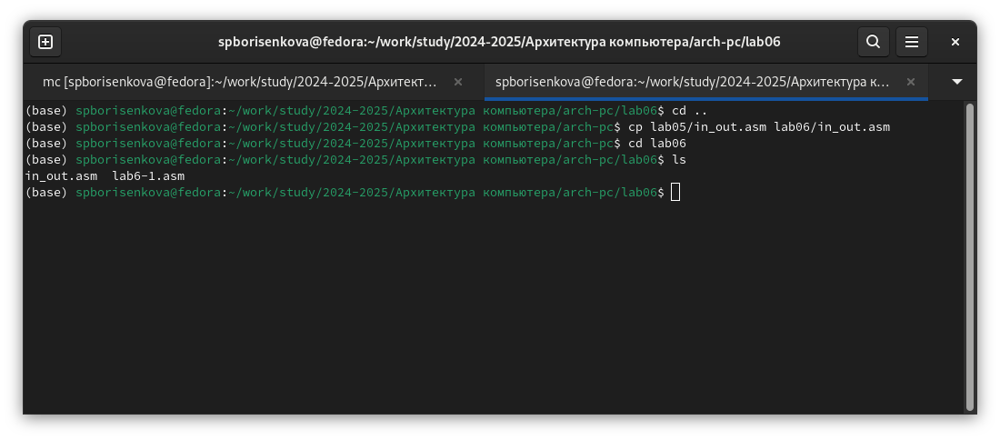 spborisenkova@fedora:~/work/study/2024-2025/Архитектура компьютера/arch-pc/lab06
mc [spborisenkova@fedora]:~/work/study/2024-2025/Архитект...
spborisenkova@fedora:~/work/study/2024-2025/Архитектура к...
(base) spborisenkova@fedora:~/work/study/2024-2025/Архитектура компьютера/arch-pc/lab06$ cd ..
(base) spborisenkova@fedora:~/work/study/2024-2025/Архитектура компьютера/arch-pc$ cp lab05/in_out.asm lab06/in_out.asm
(base) spborisenkova@fedora:~/work/study/2024-2025/Архитектура компьютера/arch-pc$ cd lab06
(base) spborisenkova@fedora:~/work/study/2024-2025/Архитектура компьютера/arch-pc/lab06$ ls
in_out.asm  lab6-1.asm
(base) spborisenkova@fedora:~/work/study/2024-2025/Архитектура компьютера/arch-pc/lab06$